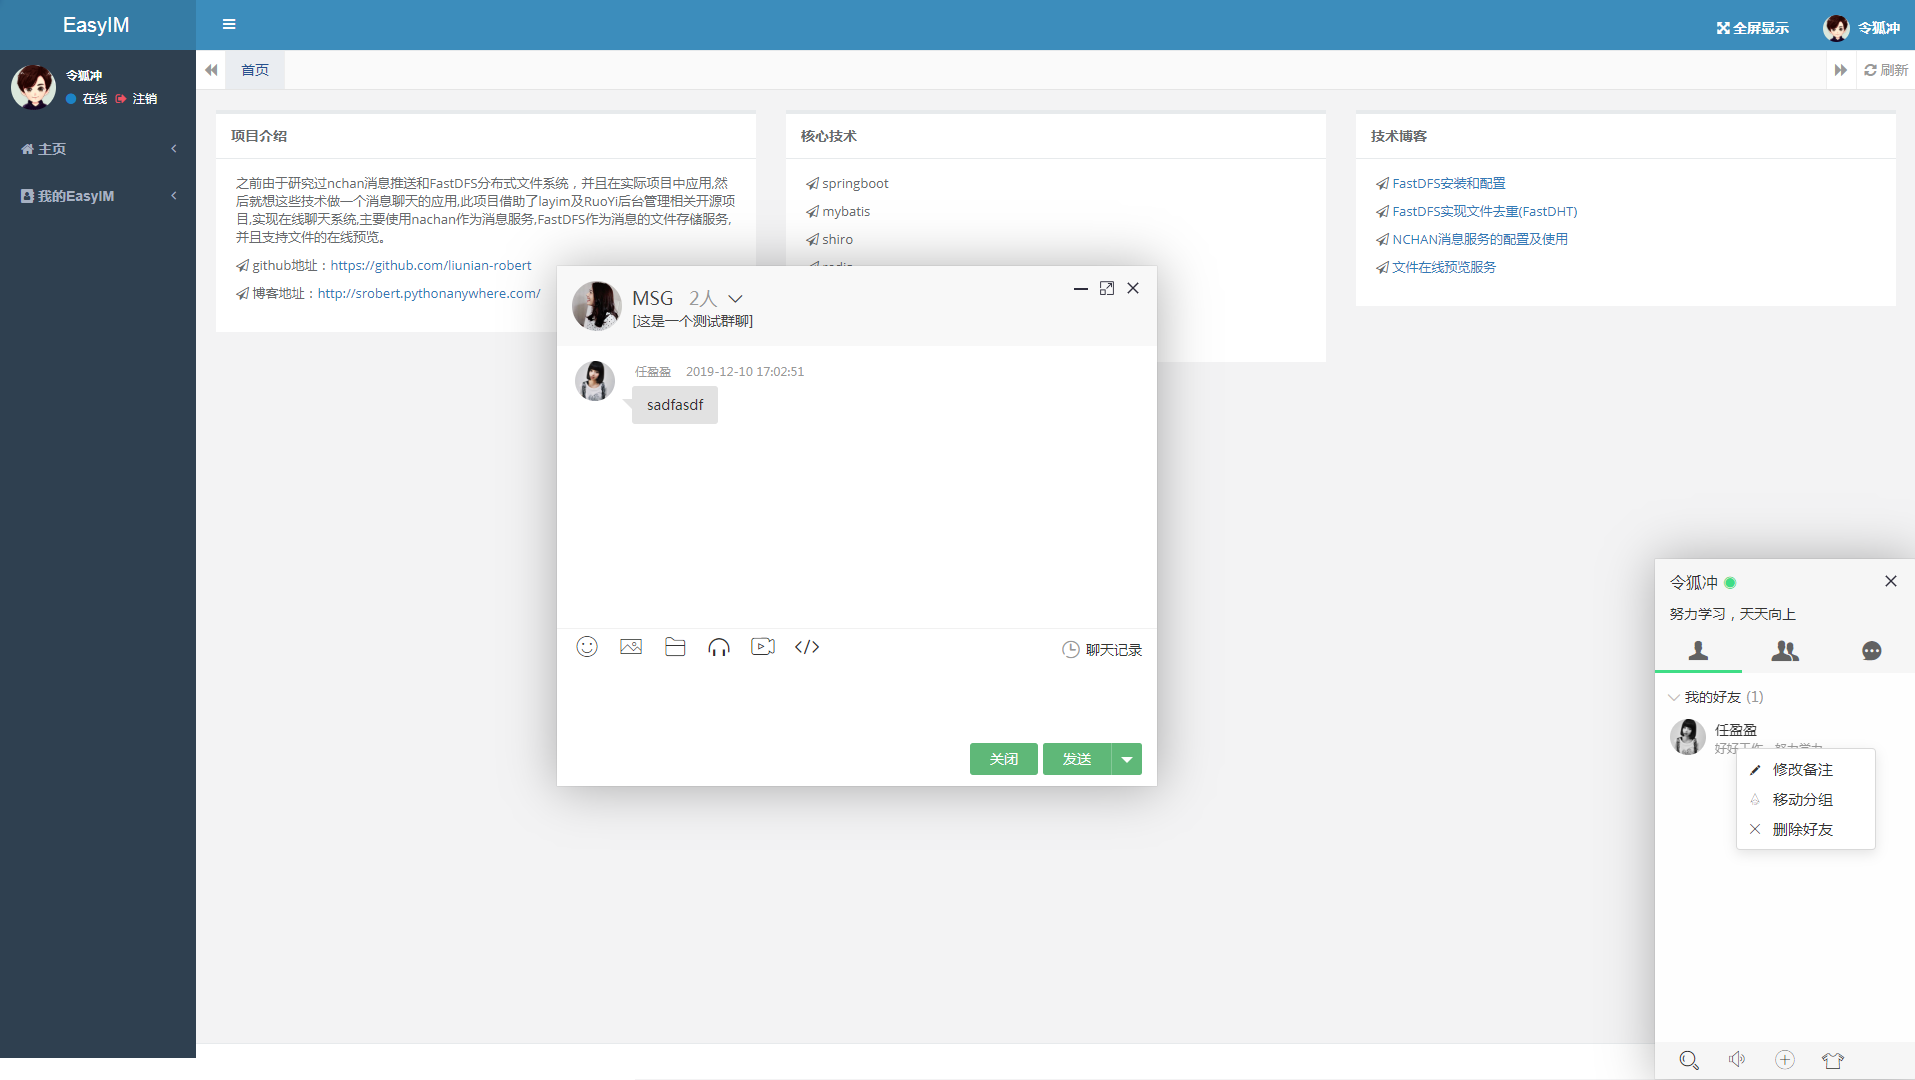 EasyIM
全屏显示
令狐冲
令狐冲
在线 注销
主页
我的EasyIM
首页
刷新
项目介绍
之前由于研究过nchan消息推送和FastDFS分布式文件系统，并且在实际项目中应用,然
后就想这些技术做一个消息聊天的应用,此项目借助了layim及RuoYi后台管理相关开源项
目,实现在线聊天系统,主要使用nachan作为消息服务,FastDFS作为消息的文件存储服务,
并且支持文件的在线预览。
github地址：https://github.com/liunian-robert
博客地址：http://srobert.pythonanywhere.com/
核心技术
springboot
mybatis
shiro
技术博客
FastDFS安装和配置
FastDFS实现文件去重(FastDHT)
NCHAN消息服务的配置及使用
文件在线预览服务
MSG 2人
[这是一个测试群聊]
任盈盈 2019-12-10 17:02:51
sadfasdf
聊天记录
关闭 发送
令狐冲
努力学习，天天向上
我的好友 (1)
任盈盈
修改备注
移动分组
删除好友